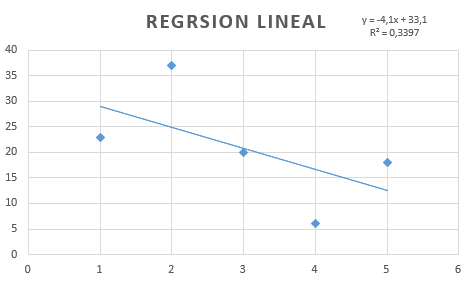 REGRSION LINEAL
y = -4,1x + 33,1
R² = 0,3397
40
35
30
25
20
15
10
5
0
0 1 2 3 4 5 6